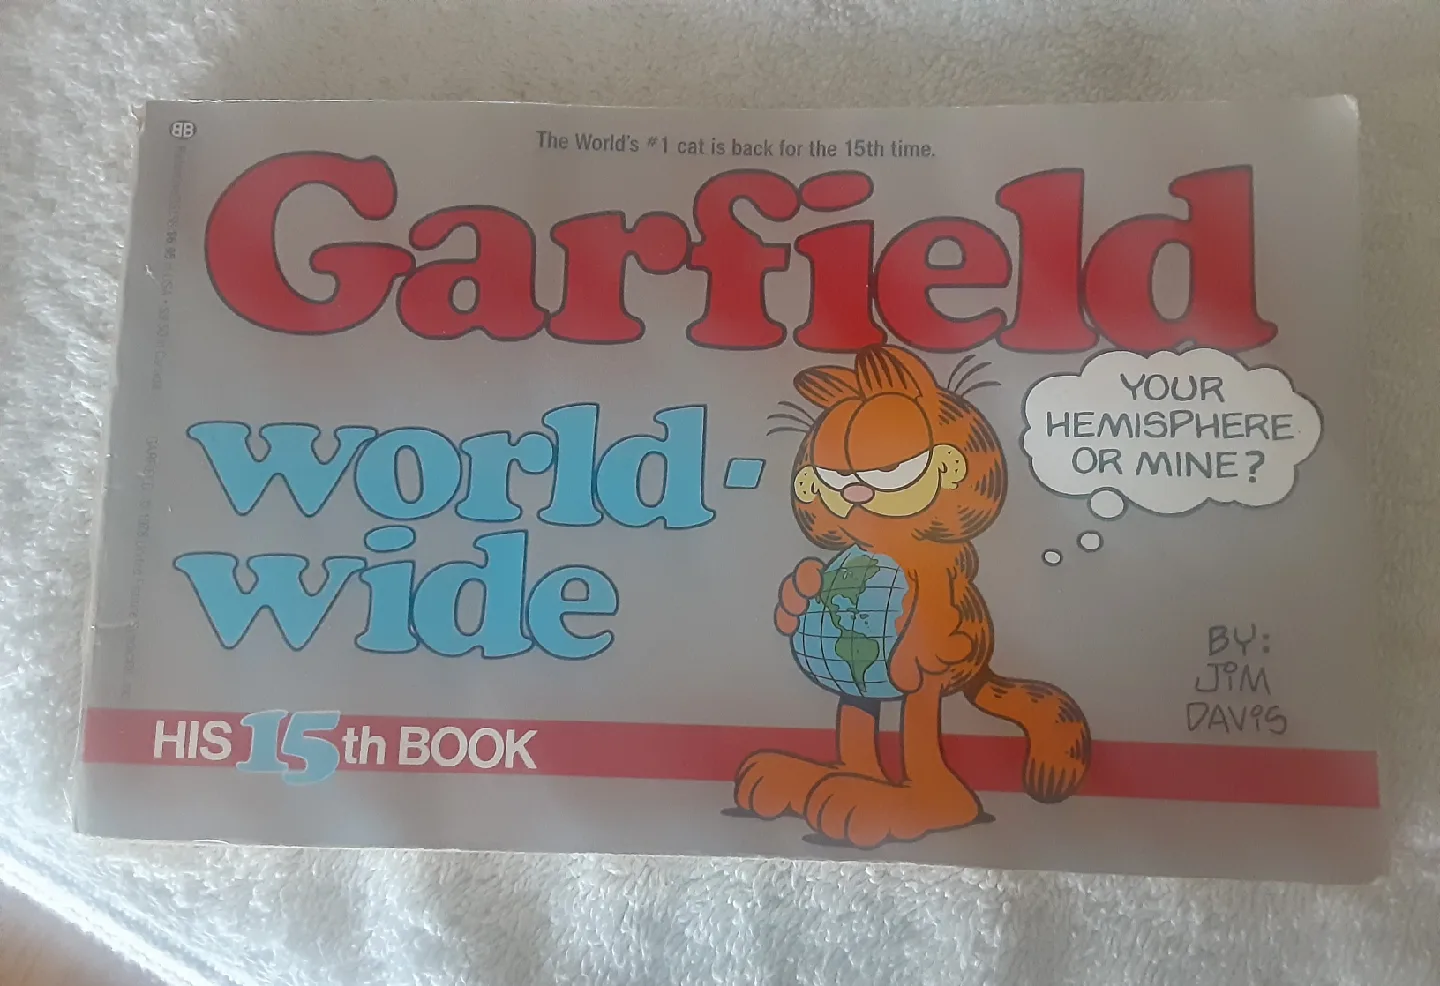 BB
The World's #1 cat is back for the 15th time.
Garfield
world-
wide
YOUR
HEMISPHERE
OR MINE?
BY:
JIM
DAVIS
HIS 15th BOOK